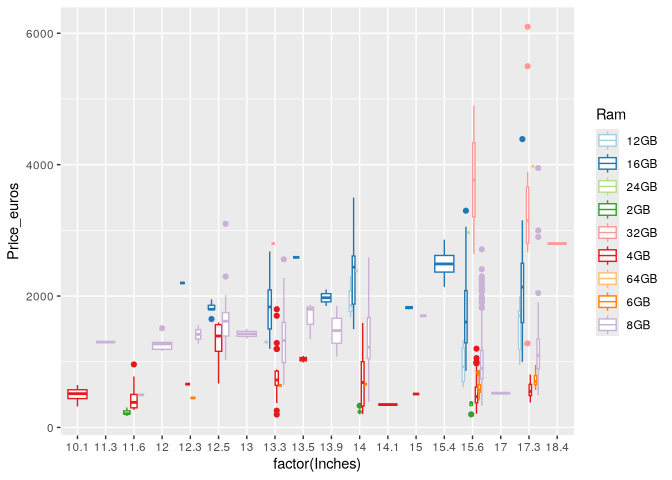 6000
4000
2000
0
Price_euros
10.1 11.3 11.6 12 12.3 12.5 13 13.3 13.5 13.9 14 14.1 15 15.4 15.6 17 17.3 18.4
factor(Inches)
Ram
12GB
16GB
24GB
2GB
32GB
4GB
64GB
6GB
8GB